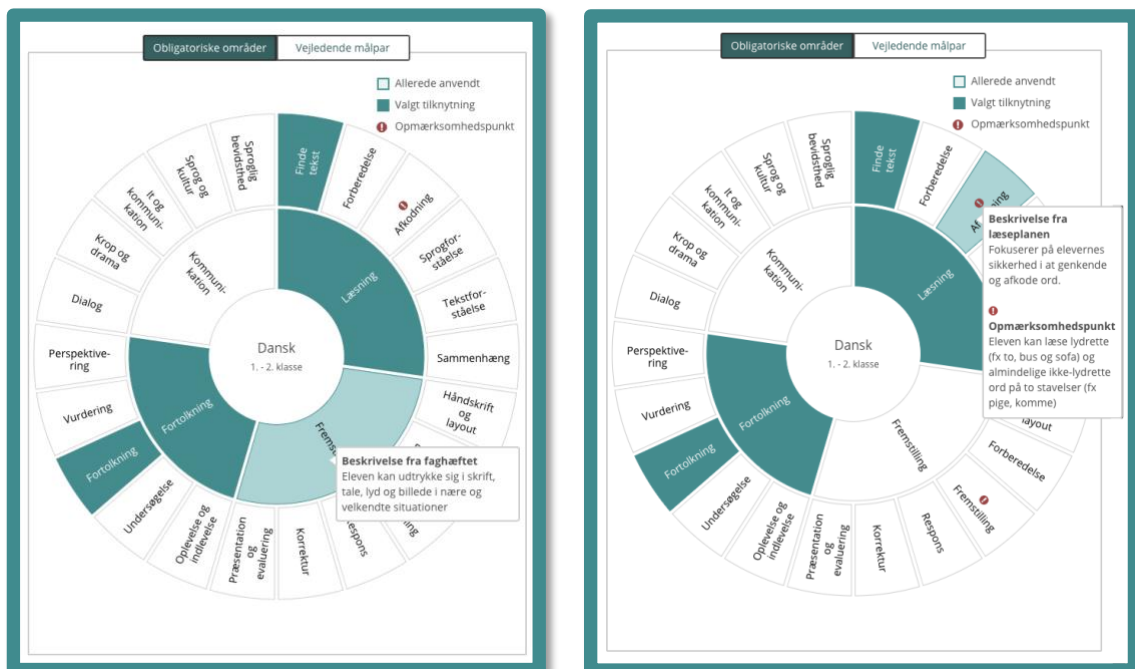 Obligatoriske områder
Vejledende målpar
Allerede anvendt
Valgt tilknytning
Opmærksomhedspunkt
Finde
tekst
Forberedelse
Afkodning
Sprogfor-
ståelse
Tekstfor-
ståelse
Sammenhæng
Håndskrift
og
layout
Respons
Korrektur
Præsentation
og
evaluering
Oplevelse og
indlevelse
Undersøgelse
Fortolkning
Vurdering
Perspektive-
ring
Dialog
Krop og
drama
It og
kommuni-
kation
Sprog og
kultur
Sproglig
bevidsthed
Læsning
Kommuni-
kation
Fortolkning
Dansk
1. - 2. klasse
Beskrivelse fra faghæftet
Eleven kan udtrykke sig i skrift,
tale, lyd og billede i nære og
velkendte situationer
Obligatoriske områder
Vejledende målpar
Allerede anvendt
Valgt tilknytning
Opmærksomhedspunkt
Finde
tekst
Forberedelse
Beskrivelse fra
læseplanen
Fokuserer på elevernes
sikkerhed i at genkende
og afkode ord.
Opmærksomhedspunkt
Eleven kan læse lydrette
(fx to, bus og sofa) og
almindelige ikke-lydrette
ord på to stavelser (fx
pige, komme)
layout
Forberedelse
Fremstilling
Respons
Korrektur
Præsentation
og
evaluering
Oplevelse og
indlevelse
Undersøgelse
Fortolkning
Vurdering
Perspektive-
ring
Dialog
Krop og
drama
It og
kommuni-
kation
Sprog og
kultur
Sproglig
bevidsthed
Læsning
Kommuni-
kation
Fortolkning
Fremstilling
Dansk
1. - 2. klasse